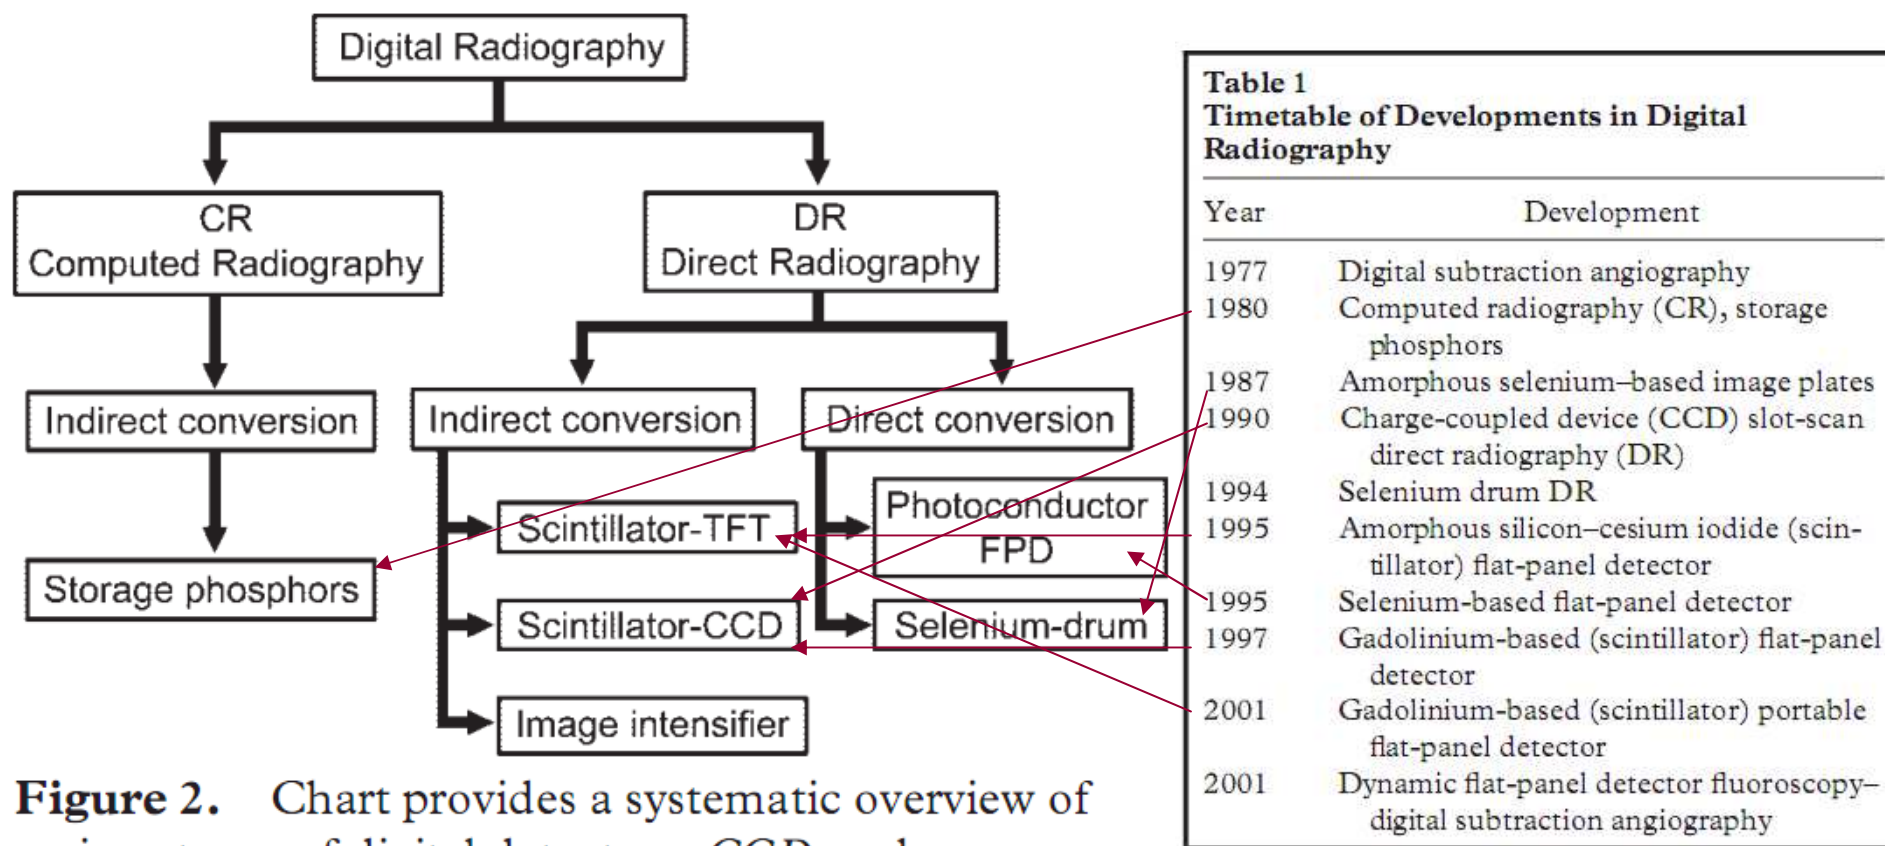 Digital Radiography
CR
Computed Radiography
DR
Direct Radiography
Indirect conversion
Indirect conversion
Direct conversion
Storage phosphors
Scintillator-TFT
Scintillator-CCD
Image intensifier
Photoconductor
FPD
Selenium-drum
Figure 2. Chart provides a systematic overview of
Table 1
Timetable of Developments in Digital
Radiography
Year Development
1977 Digital subtraction angiography
1980 Computed radiography (CR), storage
phosphors
1987 Amorphous selenium–based image plates
1990 Charge-coupled device (CCD) slot-scan
direct radiography (DR)
1994 Selenium drum DR
1995 Amorphous silicon–cesium iodide (scin-
tillator) flat-panel detector
1995 Selenium-based flat-panel detector
1997 Gadolinium-based (scintillator) flat-panel
detector
2001 Gadolinium-based (scintillator) portable
flat-panel detector
2001 Dynamic flat-panel detector fluoroscopy–
digital subtraction angiography